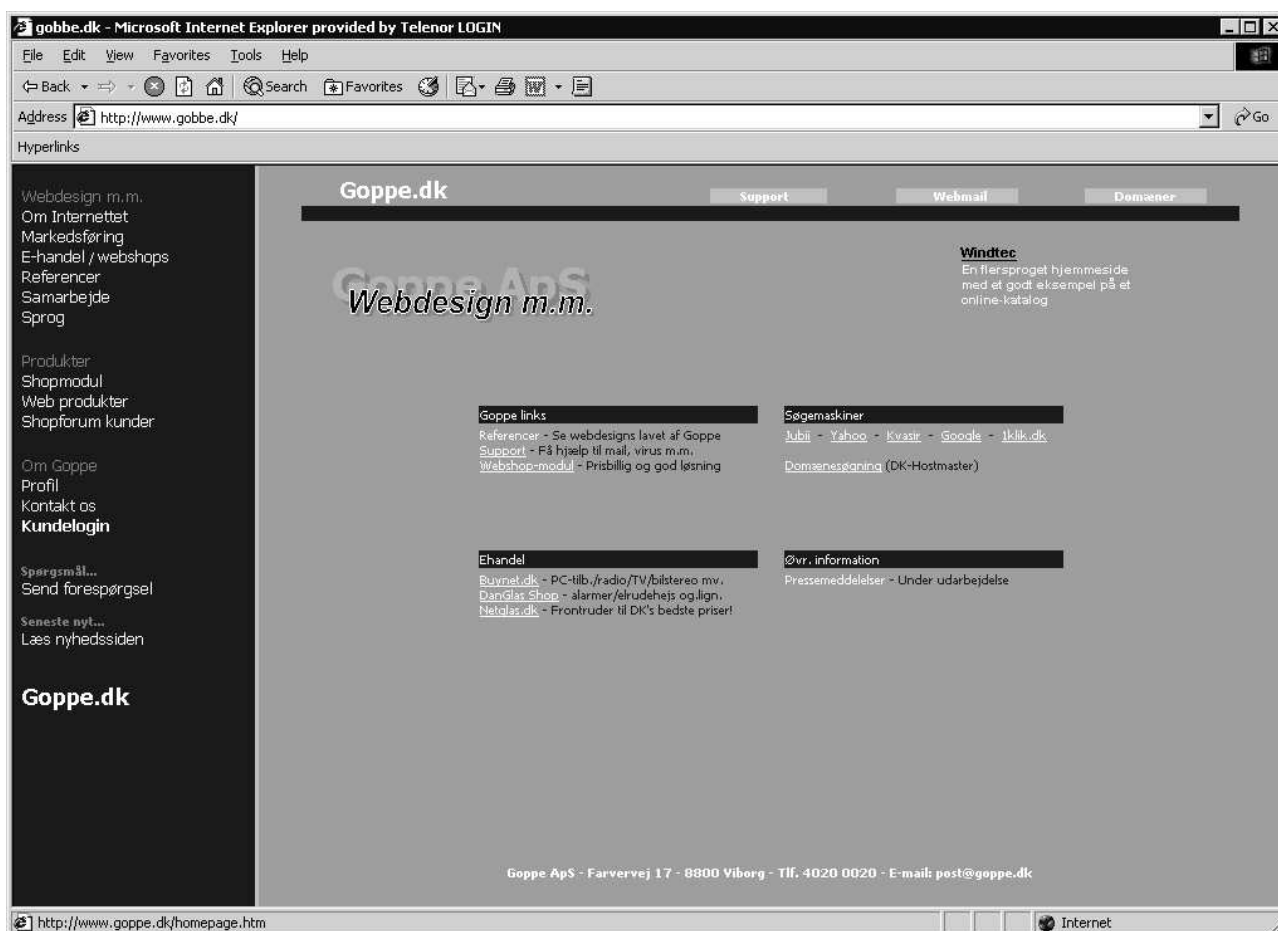 gobbe.dk - Microsoft Internet Explorer provided by Telenor LOGIN
File Edit View Favorites Tools Help
Back Search Favorites
Address http://www.gobbe.dk/ Go
Hyperlinks
Webdesign m.m.
Om Internettet
Markedsføring
E-handel / webshops
Referencer
Samarbejde
Sprog
Produkter
Shopmodul
Web produkter
Shopforum kunder
Om Goppe
Profil
Kontakt os
Kundelogin
Spørgsmål...
Send forespørgsel
Seneste nyt...
Læs nyhedssiden
Goppe.dk
Goppe.dk
Support Webmail Domæner
Goppe ApS
Webdesign m.m.
Windtec
En flersproget hjemmeside
med et godt eksempel på et
online-katalog
Goppe links
Referencer - Se webdesigns lavet af Goppe
Support - Få hjælp til mail, virus m.m.
Webshop-modul - Prisbillig og god løsning
Søgemaskiner
Jubii - Yahoo - Kvasir - Google - 1klik.dk
Domænesøgning (DK-Hostmaster)
Ehandel
Buynet.dk - PC-tilb./radio/TV/bilstereo mv.
DanGlas Shop - alarmer/elrudehejs og.lign.
Netglas.dk - Frontruder til DK's bedste priser!
Øvr. information
Pressemeddelelser - Under udarbejdelse
Goppe ApS - Farvervej 17 - 8800 Viborg - Tlf. 4020 0020 - E-mail: post@goppe.dk
http://www.goppe.dk/homepage.htm Internet